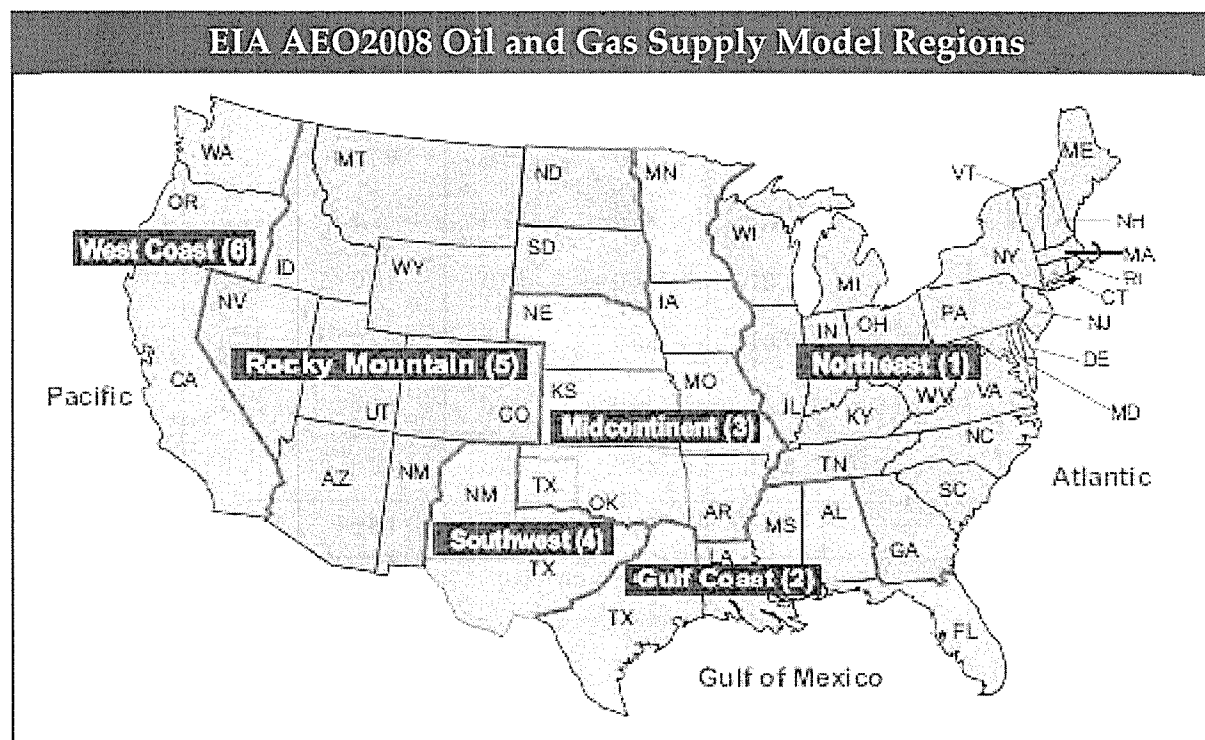 EIA AEO2008 Oil and Gas Supply Model Regions
WA
MT
ND
MN
ME
VT
OR
NH
West Coast (6)
ID
WY
SD
WI
MI
NY
MA
RI
CT
NV
NE
IA
IN
OH
PA
NJ
Rocky Mountain (5)
Northeast (1)
DE
Pacific
CA
UT
CO
KS
MO
IL
KY
WV
VA
MD
Midcontinent (3)
NC
TN
Atlantic
AZ
NM
NM
TX
OK
AR
MS
AL
SC
GA
Southwest (4)
TX
LA
Gulf Coast (2)
TX
FL
Gulf of Mexico